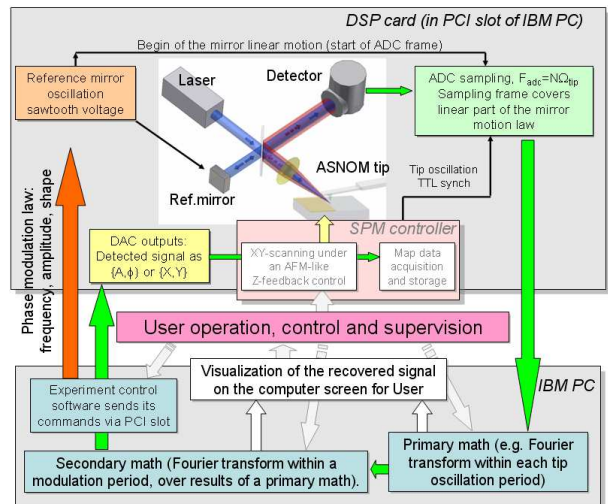 DSP card (in PCI slot of IBM PC)
Begin of the mirror linear motion (start of ADC frame)
Reference mirror
oscillation
sawtooth voltage
Laser
Detector
ADC sampling, Fadc=NΩtip
Sampling frame covers
linear part of the mirror
motion law
Ref.mirror
ASNOM tip
Tip oscillation
TTL synch
Phase modulation law:
frequency, amplitude, shape
SPM controller
DAC outputs:
Detected signal as
{A,ϕ} or {X,Y}
XY-scanning under
an AFM-like
Z-feedback control
Map data
acquisition
and storage
User operation, control and supervision
IBM PC
Visualization of the recovered signal
on the computer screen for User
Experiment control
software sends its
commands via PCI slot
Secondary math (Fourier transform within a
modulation period, over results of a primary math).
Primary math (e.g. Fourier
transform within each tip
oscillation period)